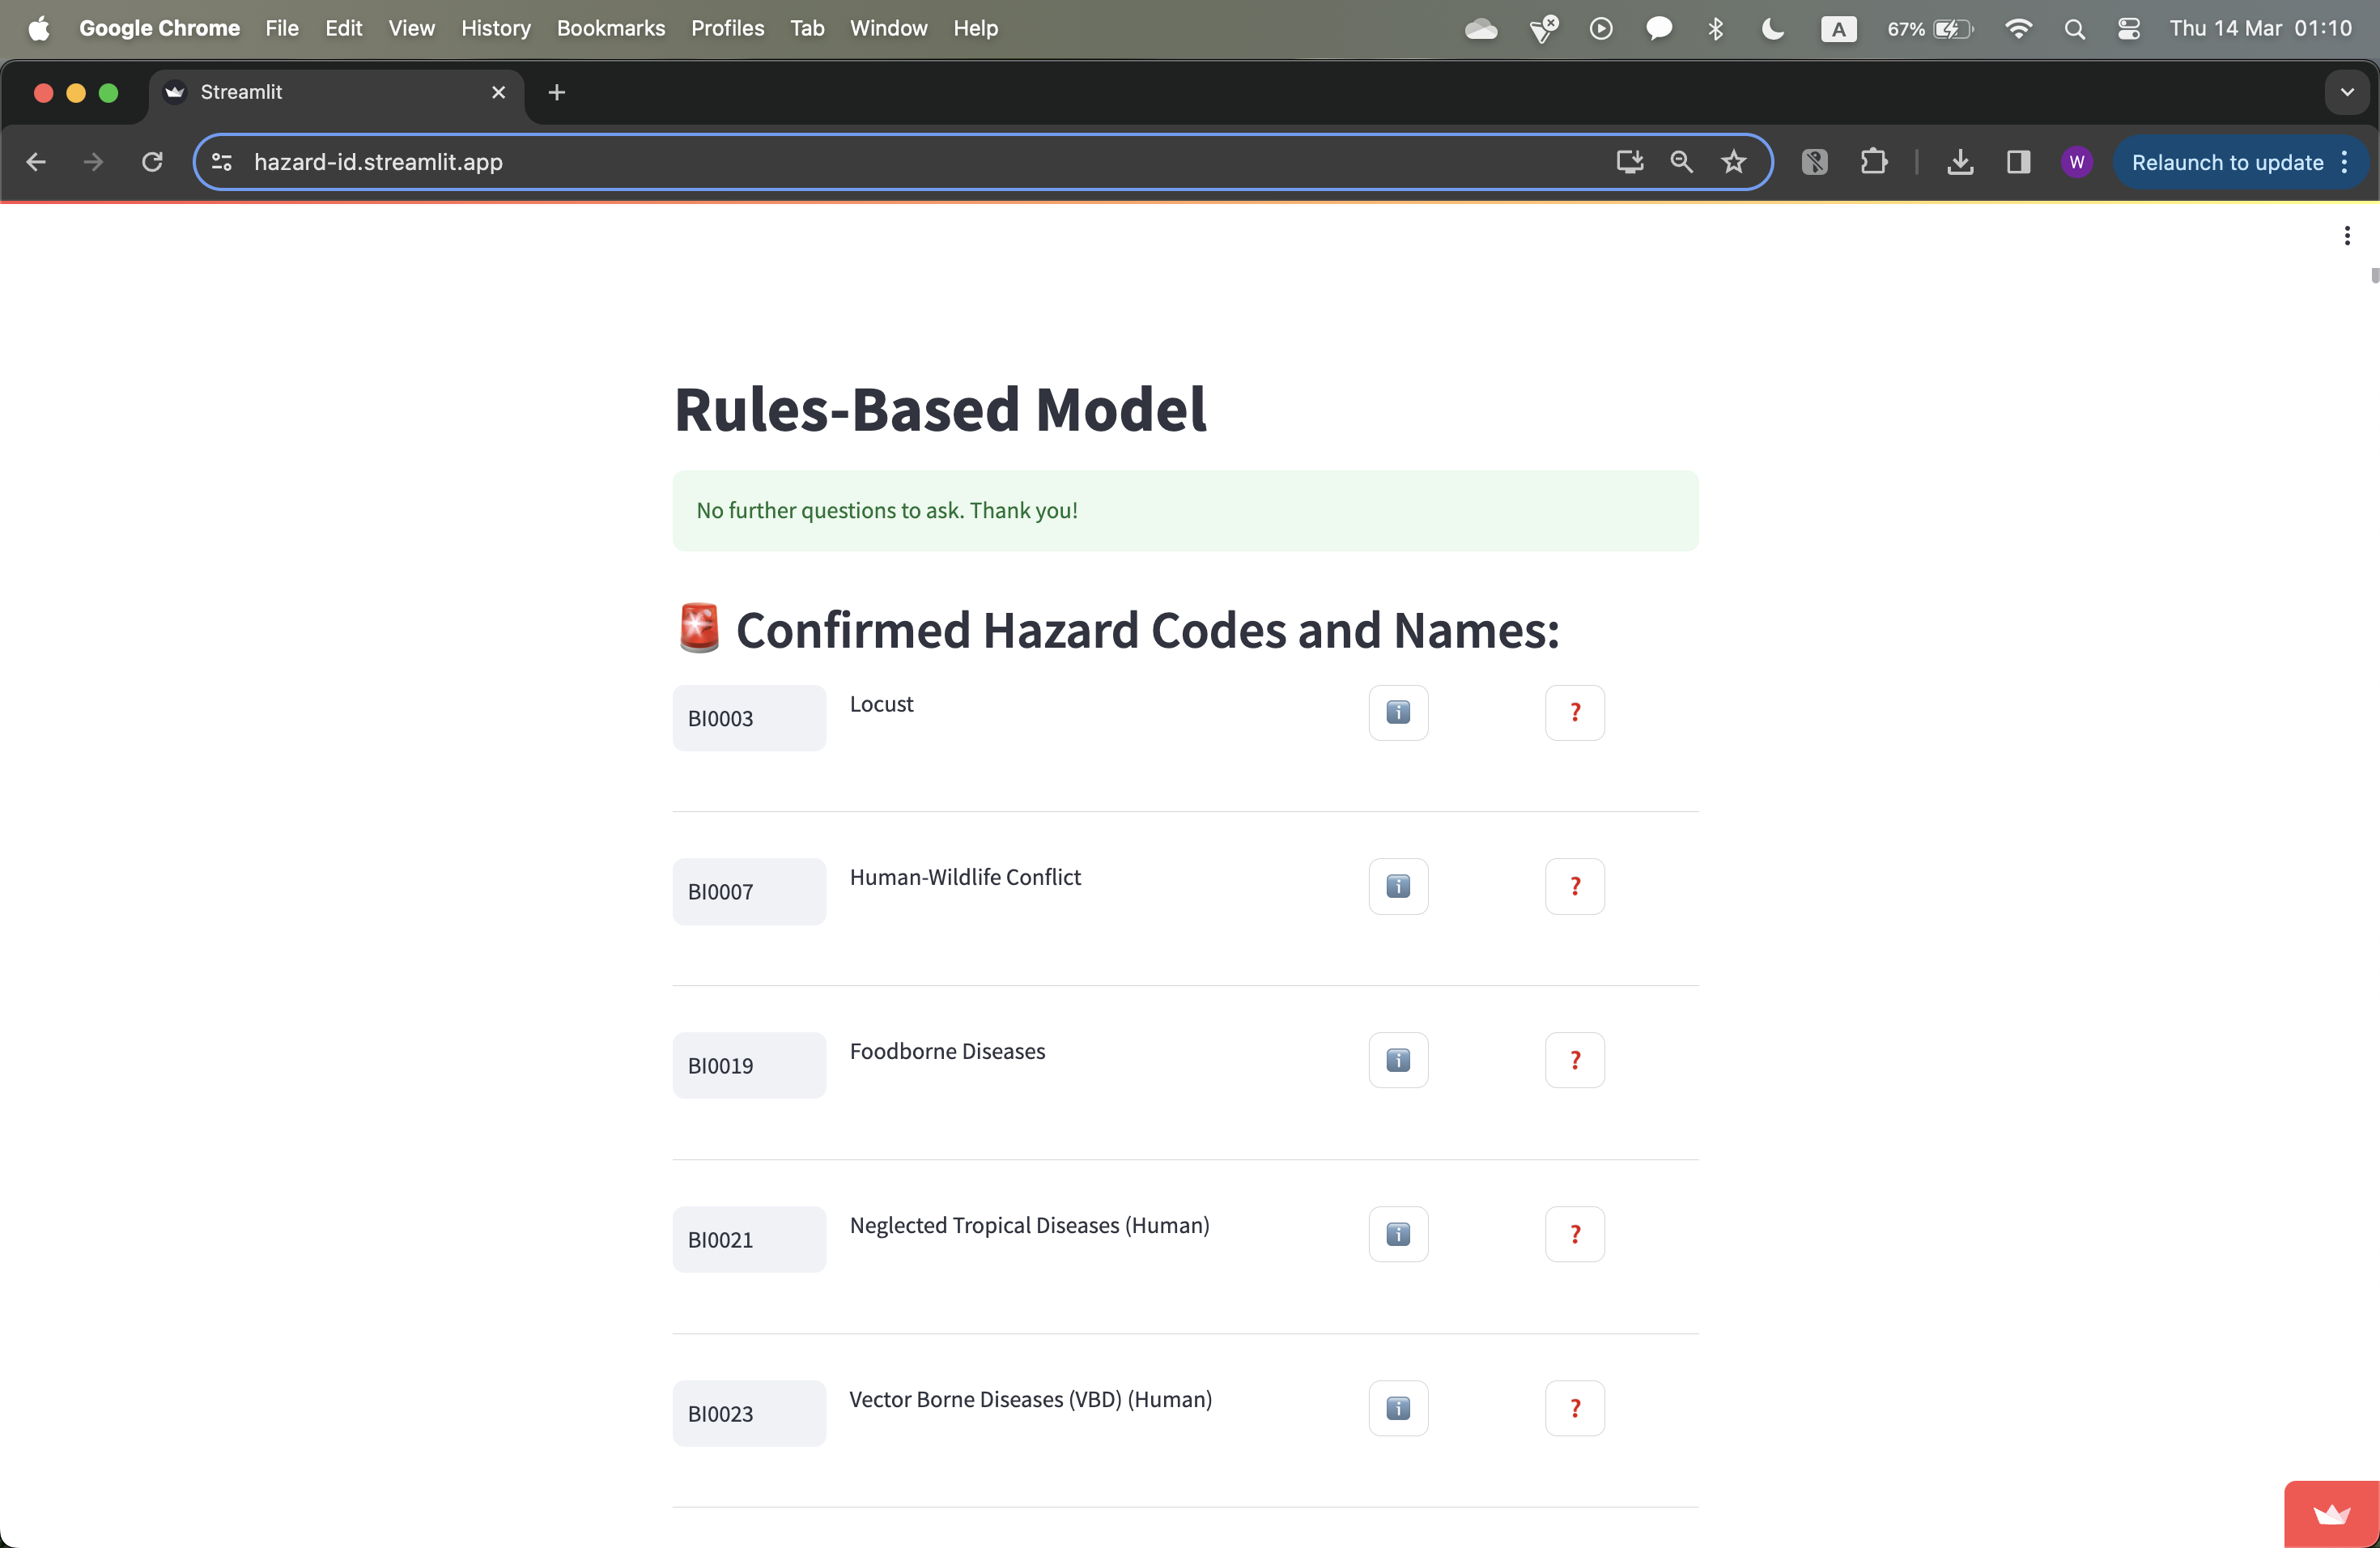 Google Chrome File Edit View History Bookmarks Profiles Tab Window Help A 67% Thu 14 Mar 01:10
Streamlit
hazard-id.streamlit.app W Relaunch to update
Rules-Based Model
No further questions to ask. Thank you!
🚨 Confirmed Hazard Codes and Names:
BI0003 Locust ℹ️ ❓
BI0007 Human-Wildlife Conflict ℹ️ ❓
BI0019 Foodborne Diseases ℹ️ ❓
BI0021 Neglected Tropical Diseases (Human) ℹ️ ❓
BI0023 Vector Borne Diseases (VBD) (Human) ℹ️ ❓